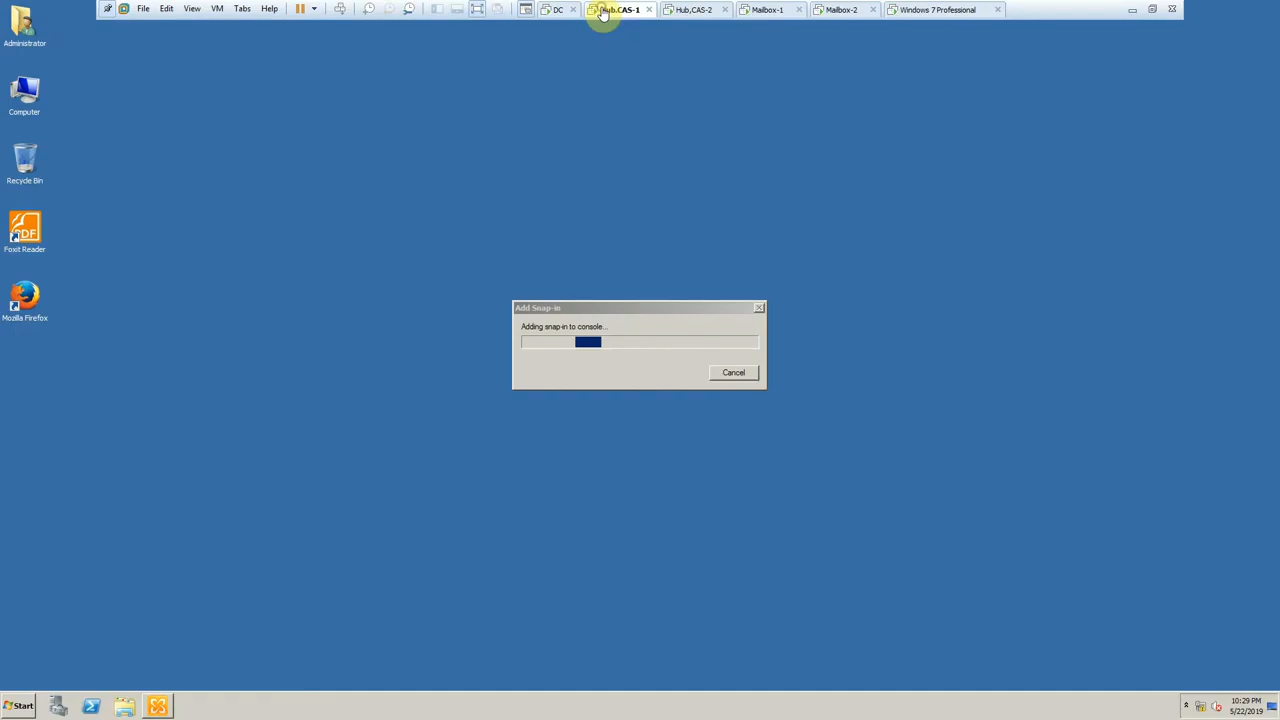 File Edit View VM Tabs Help
DC
Hub,CAS-1
Hub,CAS-2
Mailbox-1
Mailbox-2
Windows 7 Professional
Administrator
Computer
Recycle Bin
Foxit Reader
Mozilla Firefox
Add Snap-in
Adding snap-in to console...
Cancel
Start
10:29 PM
5/22/2019